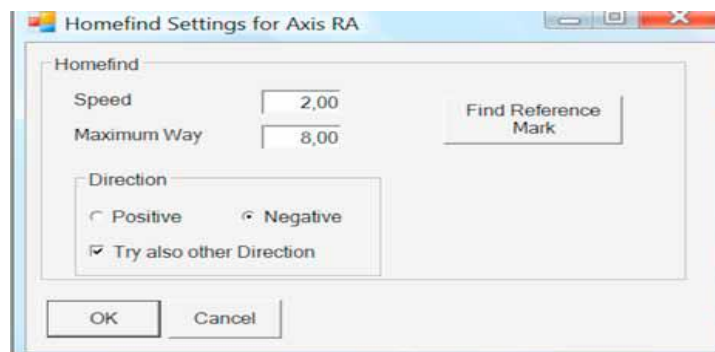 Homefind Settings for Axis RA
Homefind
Speed 2,00
Maximum Way 8,00
Find Reference
Mark
Direction
Positive Negative
Try also other Direction
OK Cancel